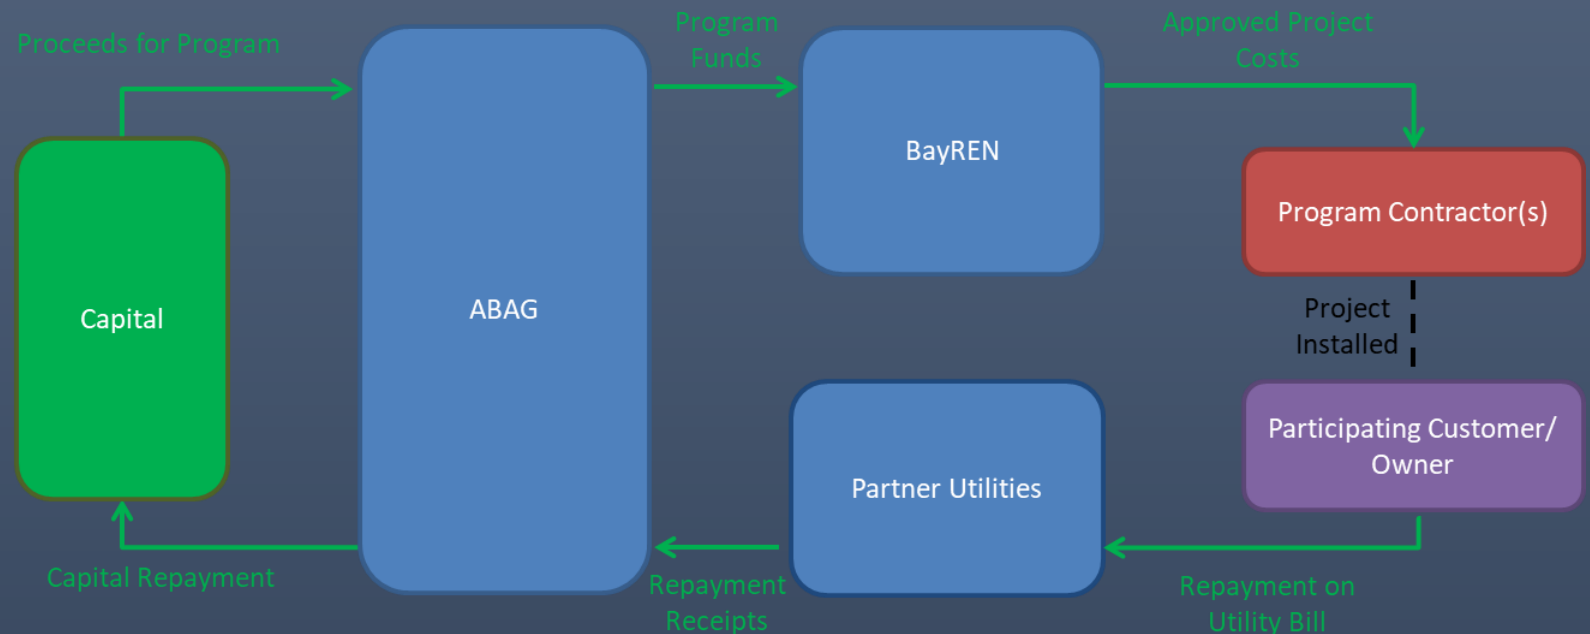 Proceeds for Program
Program
Funds
Approved Project
Costs
BayREN
Program Contractor(s)
Capital
ABAG
Project
Installed
Participating Customer/
Owner
Partner Utilities
Capital Repayment
Repayment
Receipts
Repayment on
Utility Bill